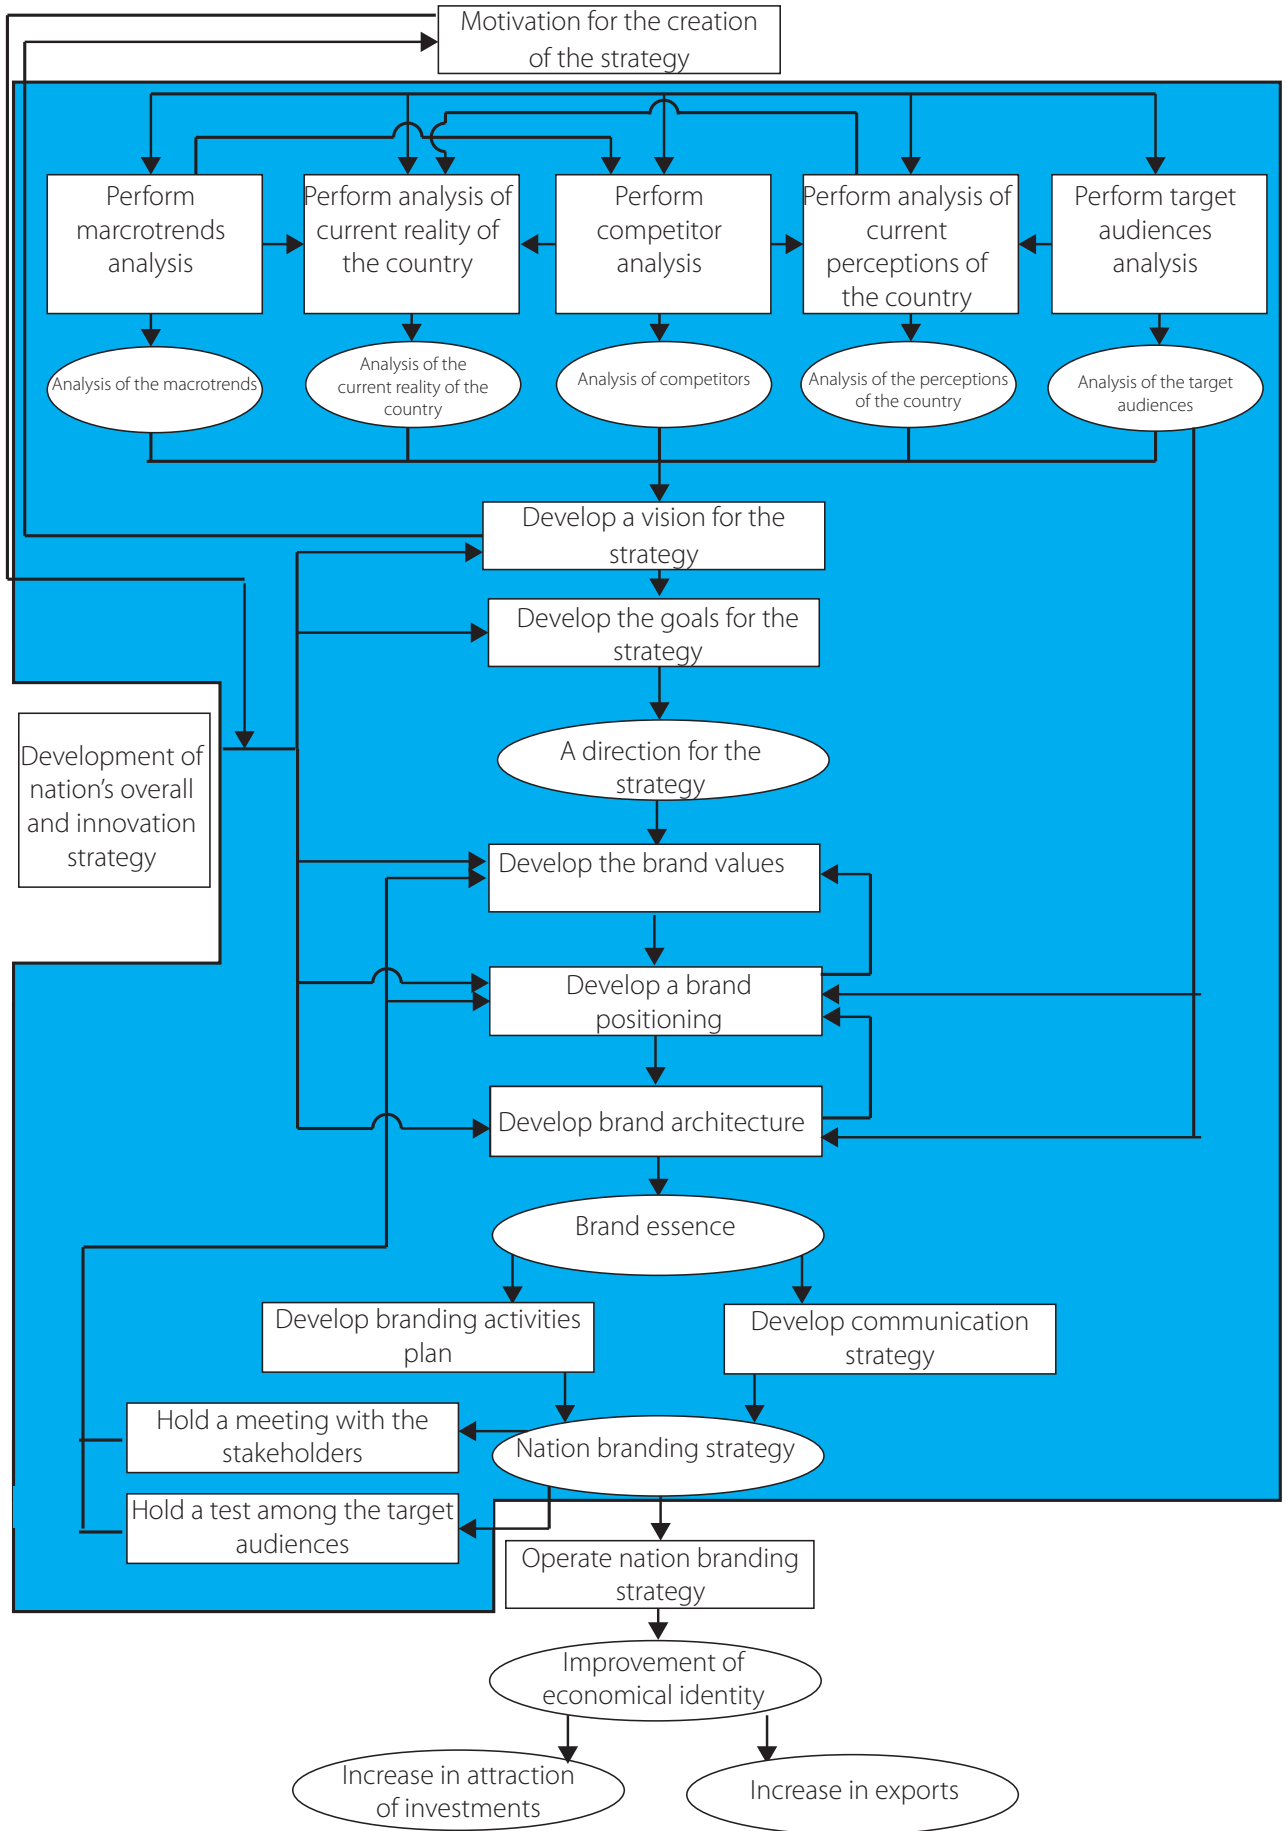 Motivation for the creation
of the strategy
Perform
marcrotrends
analysis
Perform analysis of
current reality of
the country
Perform
competitor
analysis
Perform analysis of
current
perceptions of
the country
Perform target
audiences
analysis
Analysis of the macrotrends
Analysis of the
current reality of the
country
Analysis of competitors
Analysis of the perceptions
of the country
Analysis of the target
audiences
Develop a vision for the
strategy
Develop the goals for the
strategy
Development of
nation’s overall
and innovation
strategy
A direction for the
strategy
Develop the brand values
Develop a brand
positioning
Develop brand architecture
Brand essence
Develop branding activities
plan
Develop communication
strategy
Hold a meeting with the
stakeholders
Nation branding strategy
Hold a test among the target
audiences
Operate nation branding
strategy
Improvement of
economical identity
Increase in attraction
of investments
Increase in exports